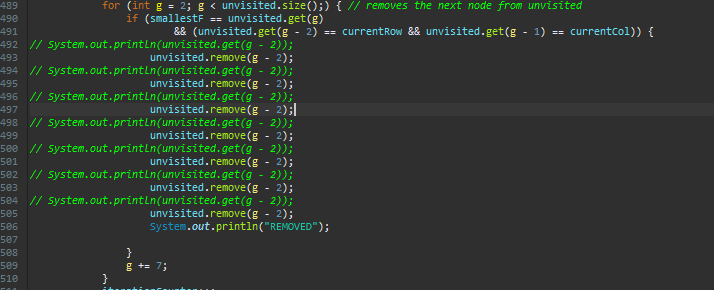 489 for (int g = 2; g < unvisited.size();) { // removes the next node from unvisited
490 if (smallestF == unvisited.get(g)
491 && (unvisited.get(g - 2) == currentRow && unvisited.get(g - 1) == currentCol)) {
492 // System.out.println(unvisited.get(g - 2));
493 unvisited.remove(g - 2);
494 // System.out.println(unvisited.get(g - 2));
495 unvisited.remove(g - 2);
496 // System.out.println(unvisited.get(g - 2));
497 unvisited.remove(g - 2);
498 // System.out.println(unvisited.get(g - 2));
499 unvisited.remove(g - 2);
500 // System.out.println(unvisited.get(g - 2));
501 unvisited.remove(g - 2);
502 // System.out.println(unvisited.get(g - 2));
503 unvisited.remove(g - 2);
504 // System.out.println(unvisited.get(g - 2));
505 unvisited.remove(g - 2);
506 System.out.println("REMOVED");
507
508 }
509 g += 7;
510 }